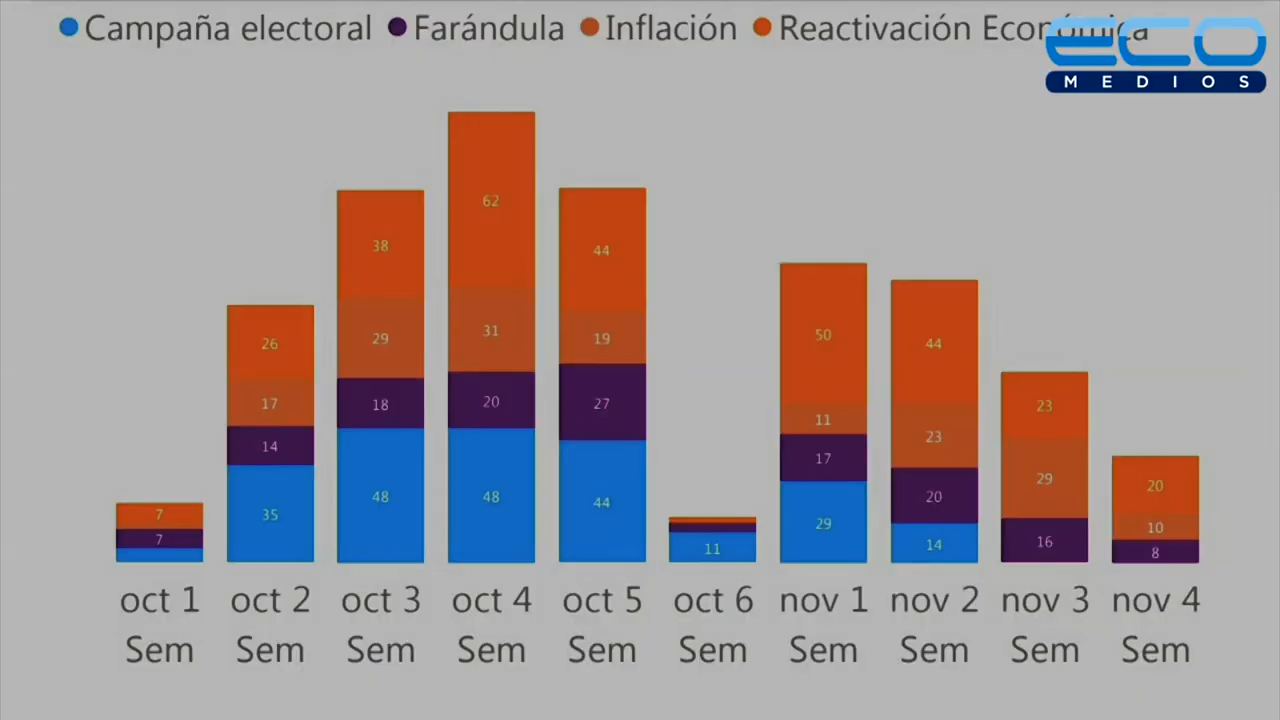 Campaña electoral Farándula Inflación Reactivación Económica
eco
MEDIOS
62
38 44
26 50 44
29 31 19 23
17 11 23 20
18 20 27 17 29
14 20 10
7 48 48 44 29 14 16 8
7 35 11
oct 1 oct 2 oct 3 oct 4 oct 5 oct 6 nov 1 nov 2 nov 3 nov 4
Sem Sem Sem Sem Sem Sem Sem Sem Sem Sem